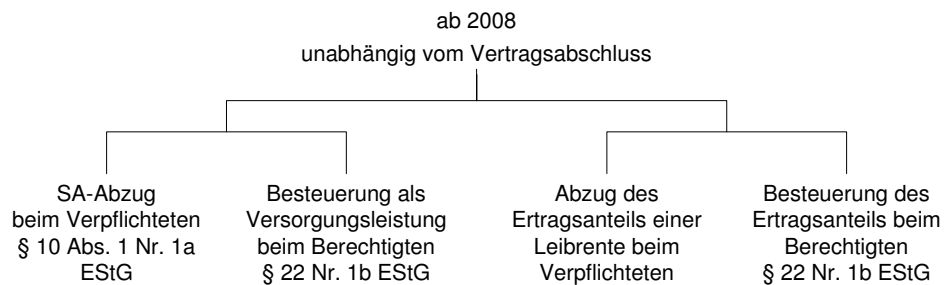 ab 2008
unabhängig vom Vertragsabschluss
SA-Abzug
beim Verpflichteten
§ 10 Abs. 1 Nr. 1a
EStG
Besteuerung als
Versorgungsleistung
beim Berechtigten
§ 22 Nr. 1b EStG
Abzug des
Ertragsanteils einer
Leibrente beim
Verpflichteten
Besteuerung des
Ertragsanteils beim
Berechtigten
§ 22 Nr. 1b EStG